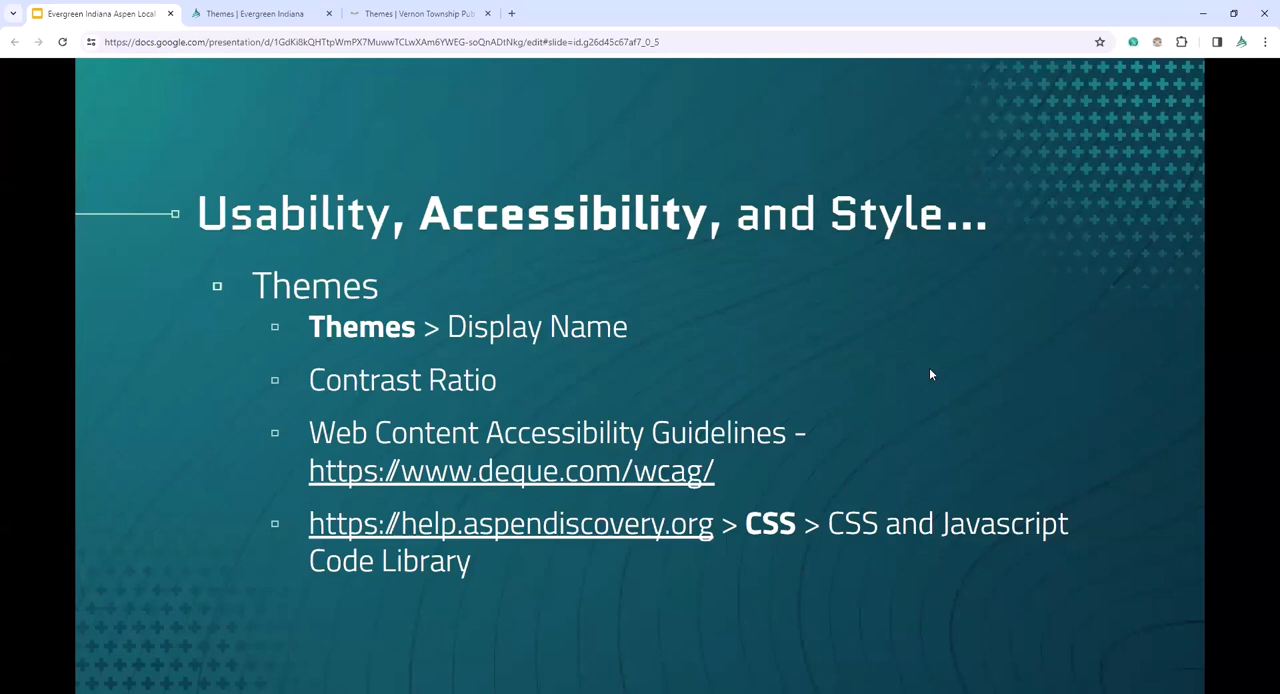 Evergreen Indiana Aspen Local
Themes | Evergreen Indiana
Themes | Vernon Township Pub
https://docs.google.com/presentation/d/1GdKi8kQHTtpWmPX7MuwwTCLwXAm6YWEG-soQnADtNkg/edit#slide=id.g26d45c67af7_0_5
Usability, Accessibility, and Style...
Themes
Themes > Display Name
Contrast Ratio
Web Content Accessibility Guidelines -
https://www.deque.com/wcag/
https://help.aspendiscovery.org > CSS > CSS and Javascript
Code Library